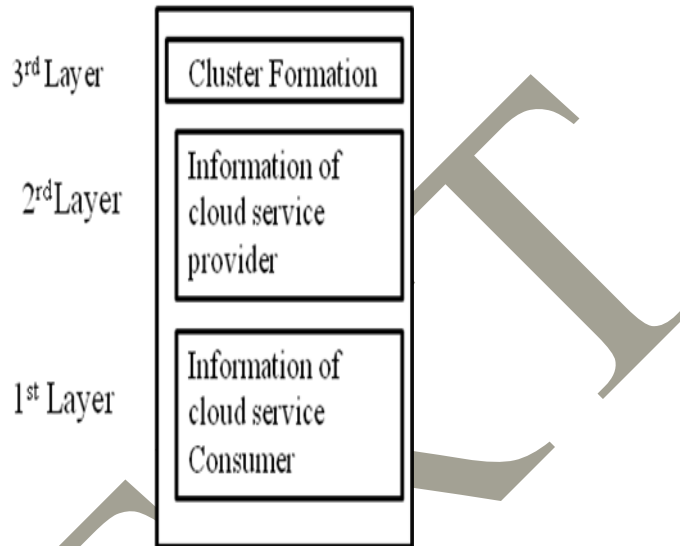 3rd Layer
Cluster Formation
2rd Layer
Information of
cloud service
provider
1st Layer
Information of
cloud service
Consumer